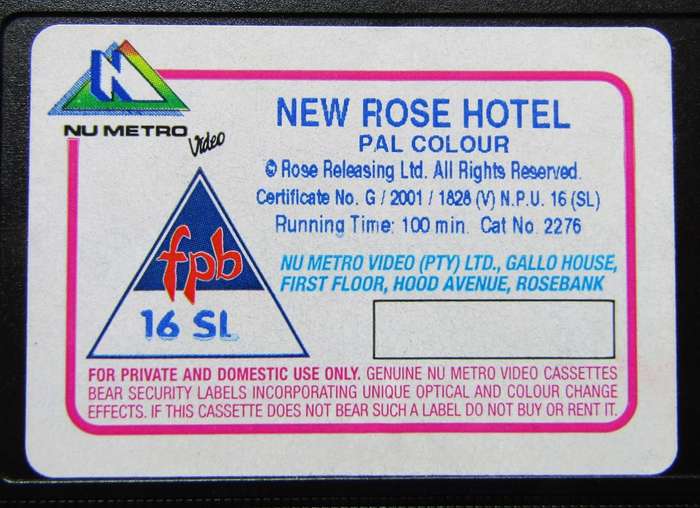 N
NU METRO
Video
NEW ROSE HOTEL
PAL COLOUR
© Rose Releasing Ltd. All Rights Reserved.
Certificate No. G / 2001 / 1828 (V) N.P.U. 16 (SL)
Running Time: 100 min. Cat No. 2276
fpb
16 SL
NU METRO VIDEO (PTY) LTD., GALLO HOUSE,
FIRST FLOOR, HOOD AVENUE, ROSEBANK
FOR PRIVATE AND DOMESTIC USE ONLY. GENUINE NU METRO VIDEO CASSETTES
BEAR SECURITY LABELS INCORPORATING UNIQUE OPTICAL AND COLOUR CHANGE
EFFECTS. IF THIS CASSETTE DOES NOT BEAR SUCH A LABEL DO NOT BUY OR RENT IT.